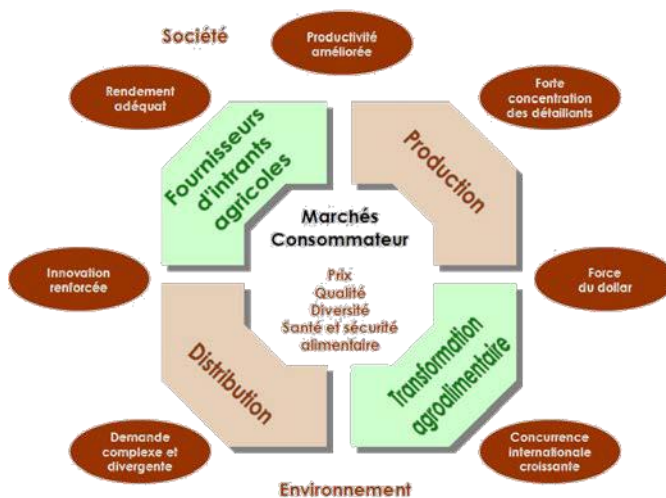 Société
Productivité
améliorée
Rendement
adéquat
Forte
concentration
des détaillants
Fournisseurs
d'intrants
agricoles
Production
Marchés
Consommateur
Prix
Qualité
Diversité
Santé et sécurité
alimentaire
Innovation
renforcée
Force
du dollar
Distribution
Transformation
agroalimentaire
Demande
complexe et
divergente
Concurrence
internationale
croissante
Environnement